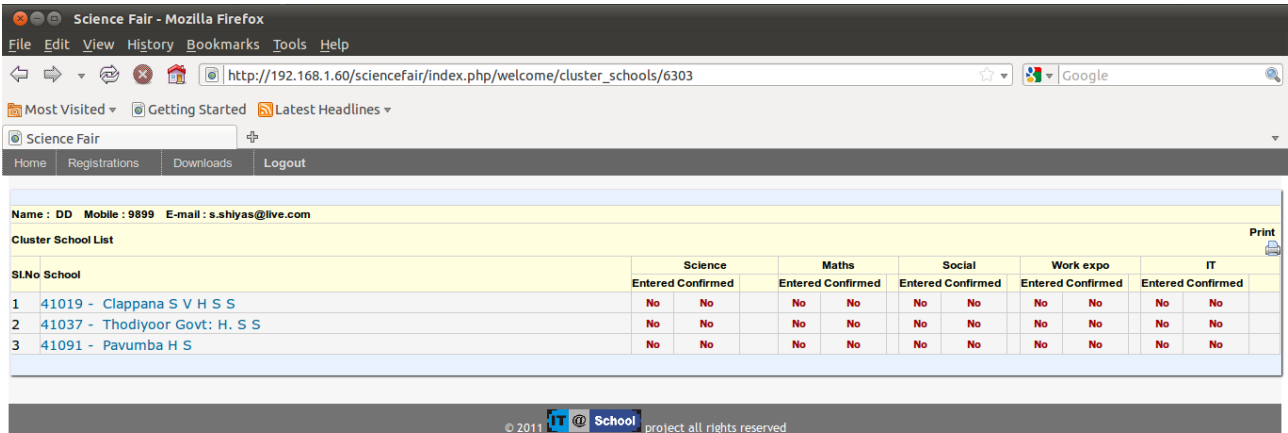 Science Fair - Mozilla Firefox
File Edit View History Bookmarks Tools Help
http://192.168.1.60/sciencefair/index.php/welcome/cluster_schools/6303 Google
Most Visited Getting Started Latest Headlines
Science Fair
Home Registrations Downloads Logout
Name : DD Mobile : 9899 E-mail : s.shiyas@live.com
Cluster School List Print
Sl.No School Science Maths Social Work expo IT
Entered Confirmed Entered Confirmed Entered Confirmed Entered Confirmed Entered Confirmed
1 41019 - Clappana S V H S S No No No No No No No No No No
2 41037 - Thodiyoor Govt: H. S S No No No No No No No No No No
3 41091 - Pavumba H S No No No No No No No No No No
© 2011 IT @ School project all rights reserved